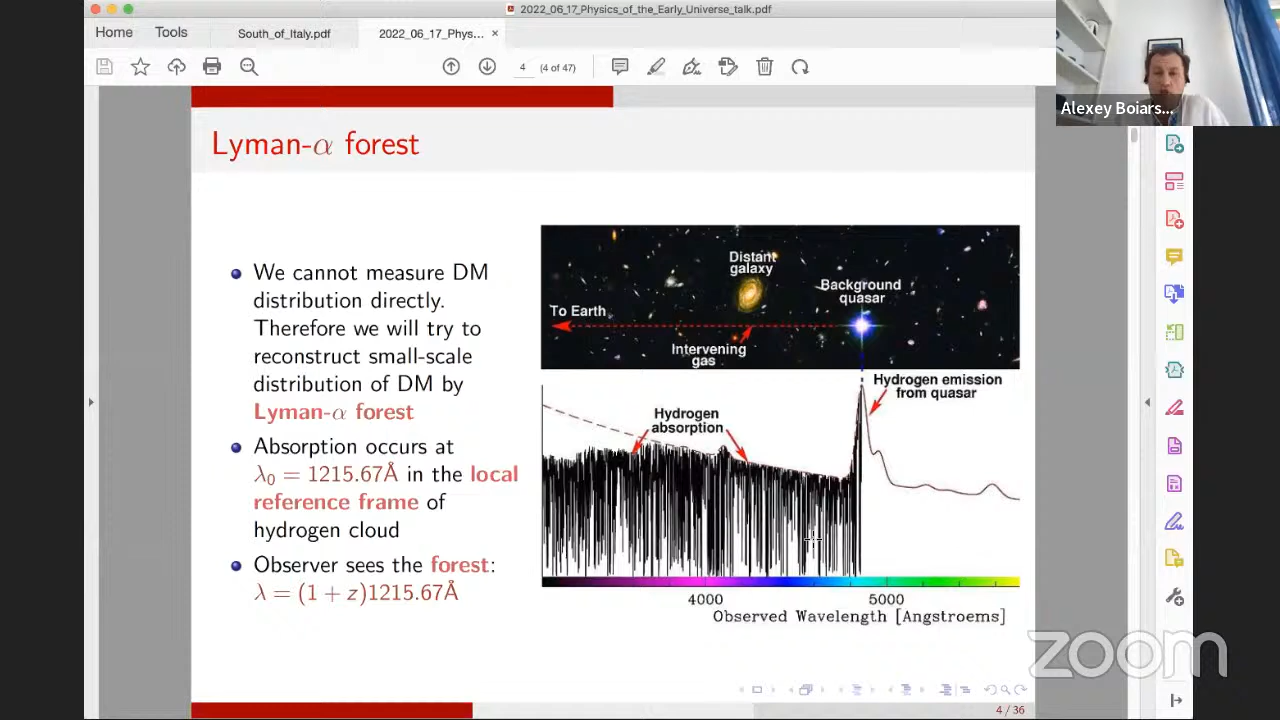 2022_06_17_Physics_of_the_Early_Universe_talk.pdf
Home Tools South_of_Italy.pdf 2022_06_17_Phys... ×
4 (4 of 47)
Alexey Boiars...
Lyman-α forest
We cannot measure DM
distribution directly.
Therefore we will try to
reconstruct small-scale
distribution of DM by
Lyman-α forest
Absorption occurs at
λ₀ = 1215.67Å in the local
reference frame of
hydrogen cloud
Observer sees the forest:
λ = (1 + z)1215.67Å
Distant
galaxy
Background
quasar
To Earth
Intervening
gas
Hydrogen emission
from quasar
Hydrogen
absorption
4000 5000
Observed Wavelength [Angstroems]
zoom
4 / 36